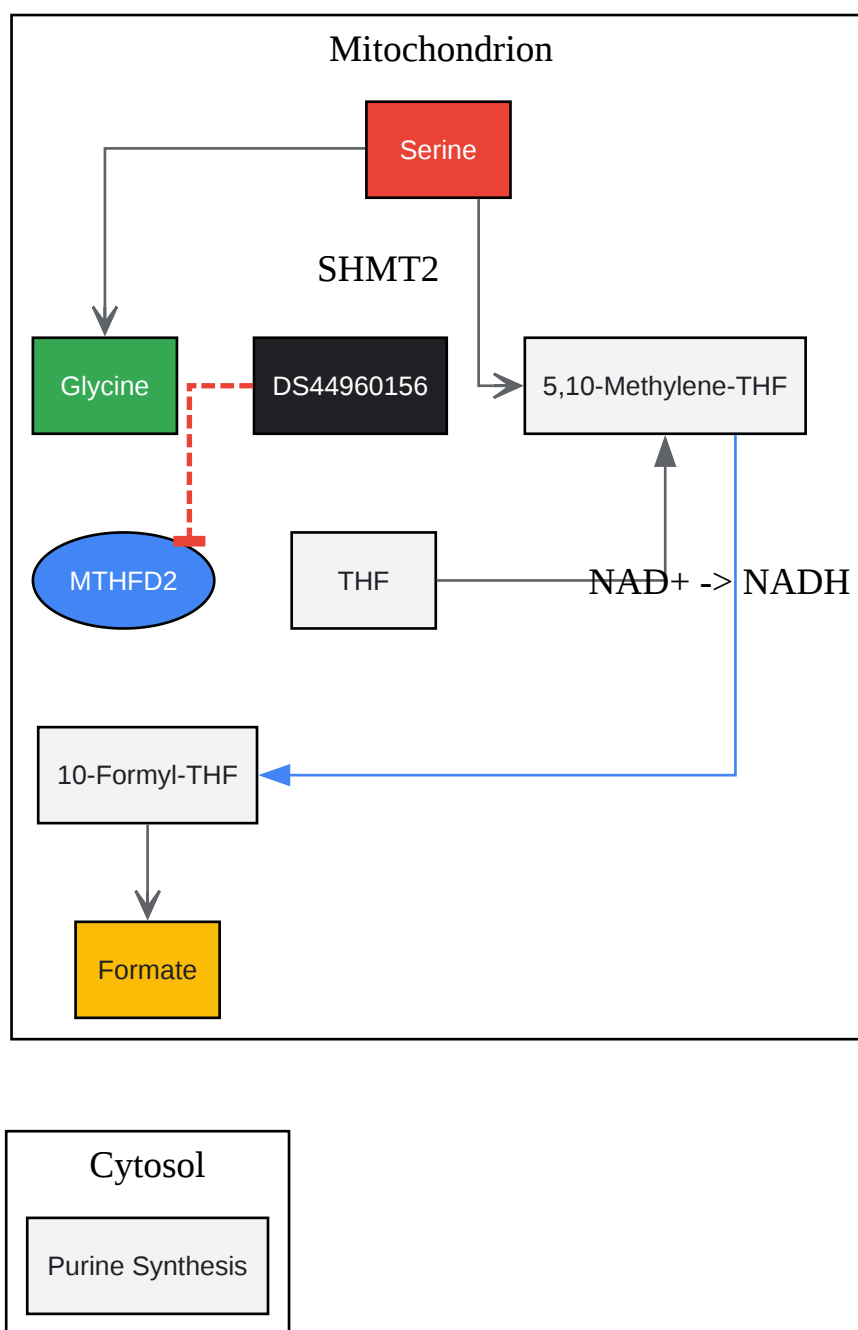 Mitochondrion
Serine
SHMT2
Glycine
DS44960156
5,10-Methylene-THF
MTHFD2
THF
NAD+ -> NADH
10-Formyl-THF
Formate
Cytosol
Purine Synthesis